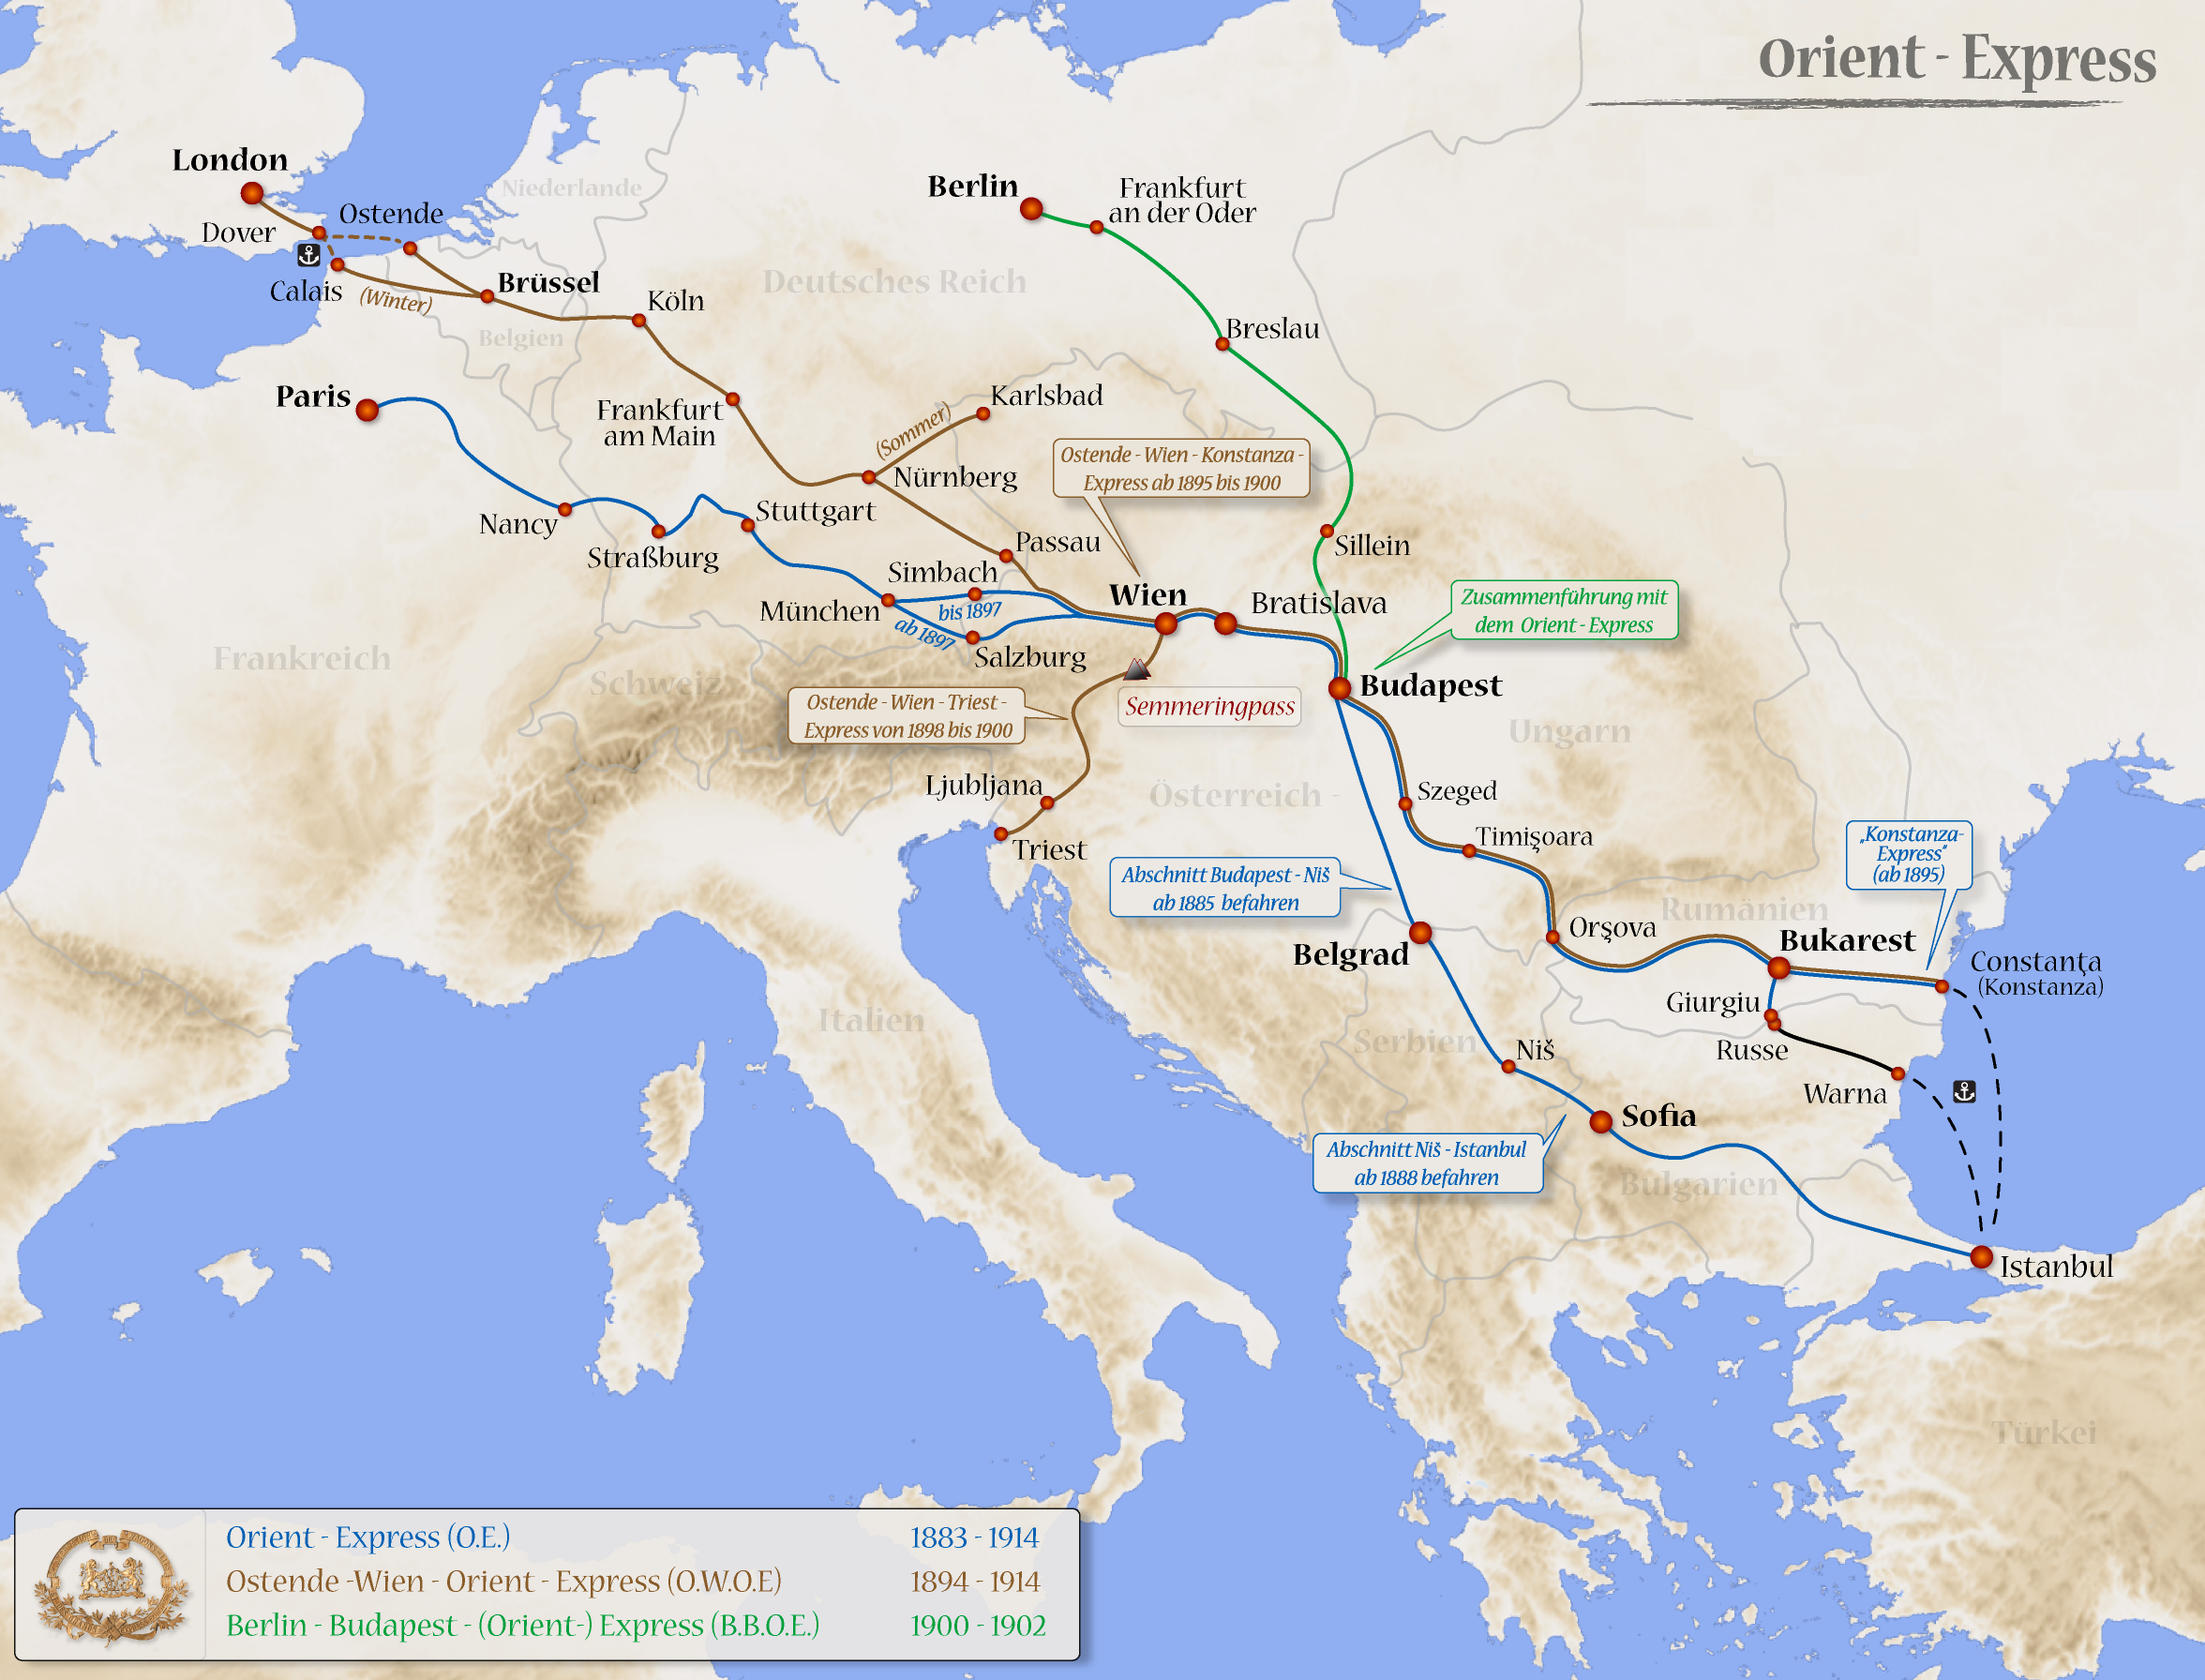 Orient - Express
London
Dover
Ostende
Calais
(Winter)
Brüssel
Niederlande
Belgien
Köln
Deutsches Reich
Berlin
Frankfurt
an der Oder
Breslau
Paris
Frankfurt
am Main
(Sommer)
Karlsbad
Nürnberg
Ostende - Wien - Konstanza -
Express ab 1895 bis 1900
Nancy
Straßburg
Stuttgart
Passau
Sillein
Simbach
München
bis 1897
ab 1897
Salzburg
Wien
Bratislava
Zusammenführung mit
dem Orient - Express
Frankreich
Schweiz
Ostende - Wien - Triest -
Express von 1898 bis 1900
Semmeringpass
Budapest
Ungarn
Österreich -
Ljubljana
Triest
Szeged
Timişoara
„Konstanza-
Express"
(ab 1895)
Abschnitt Budapest - Niš
ab 1885 befahren
Belgrad
Orşova
Rumänien
Bukarest
Constanţa
(Konstanza)
Giurgiu
Russe
Warna
Italien
Serbien
Niš
Sofia
Abschnitt Niš - Istanbul
ab 1888 befahren
Bulgarien
Istanbul
Türkei
Orient - Express (O.E.) 1883 - 1914
Ostende -Wien - Orient - Express (O.W.O.E) 1894 - 1914
Berlin - Budapest - (Orient-) Express (B.B.O.E.) 1900 - 1902